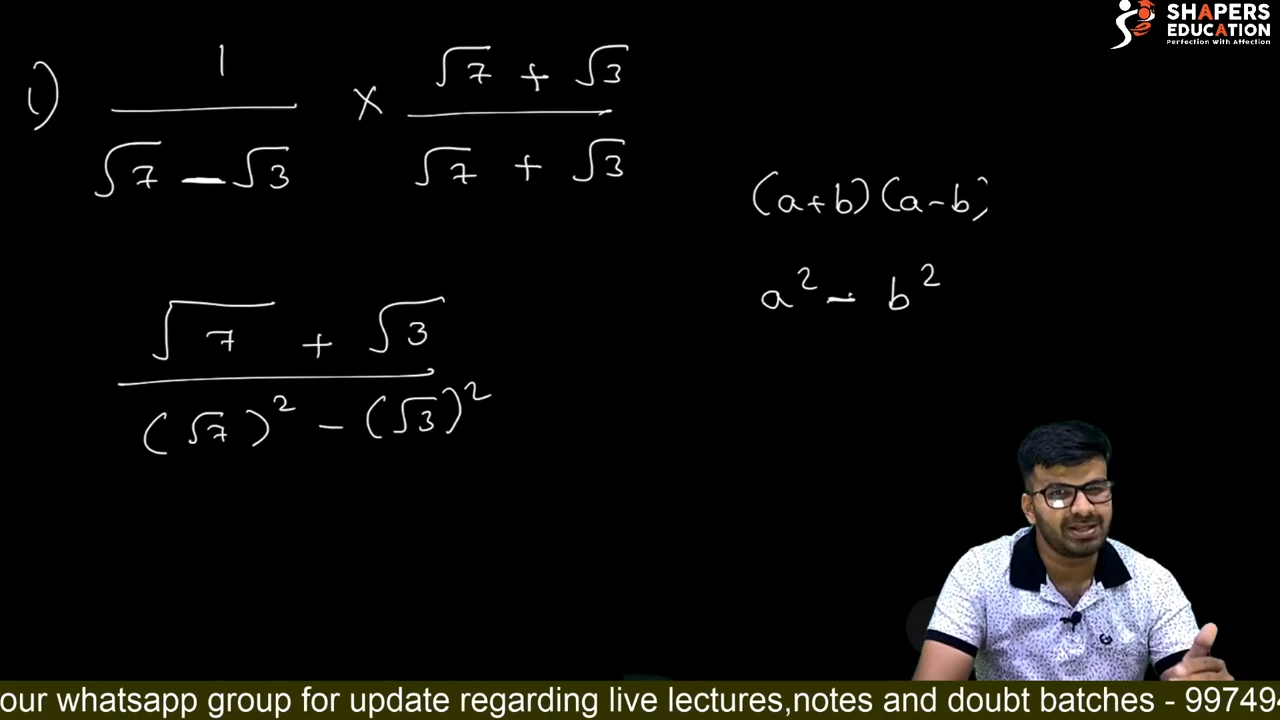 SHAPERS
EDUCATION
Perfection With Affection
1) 1 / (√7 - √3) × (√7 + √3) / (√7 + √3)
(a+b)(a-b)
a² - b²
(√7 + √3) / ((√7)² - (√3)²)
our whatsapp group for update regarding live lectures,notes and doubt batches - 99749